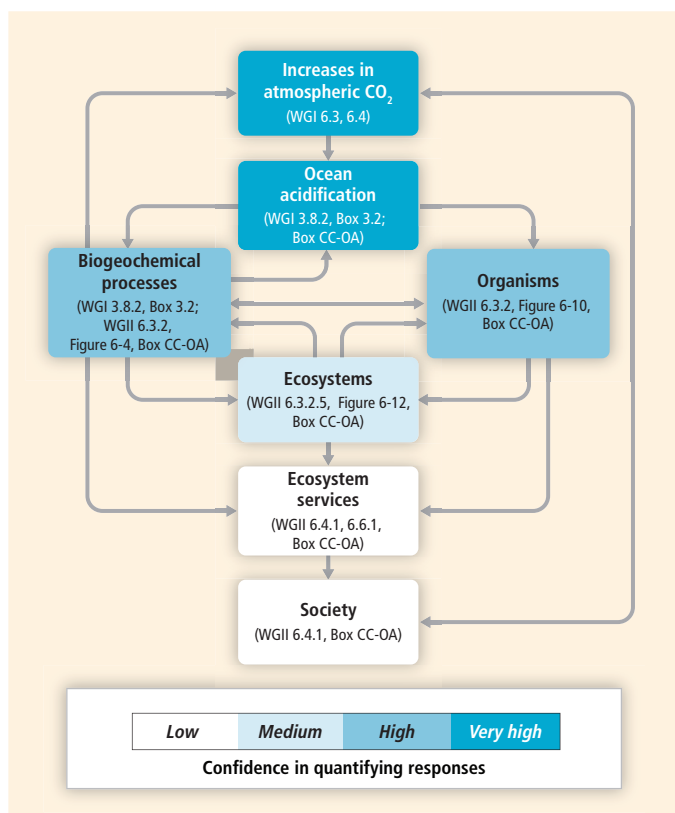 Increases in
atmospheric CO₂
(WGI 6.3, 6.4)
Ocean
acidification
(WGI 3.8.2, Box 3.2;
Box CC-OA)
Biogeochemical
processes
(WGI 3.8.2, Box 3.2;
WGII 6.3.2,
Figure 6-4, Box CC-OA)
Organisms
(WGII 6.3.2, Figure 6-10,
Box CC-OA)
Ecosystems
(WGII 6.3.2.5, Figure 6-12,
Box CC-OA)
Ecosystem
services
(WGII 6.4.1, 6.6.1,
Box CC-OA)
Society
(WGII 6.4.1, Box CC-OA)
Low Medium High Very high
Confidence in quantifying responses